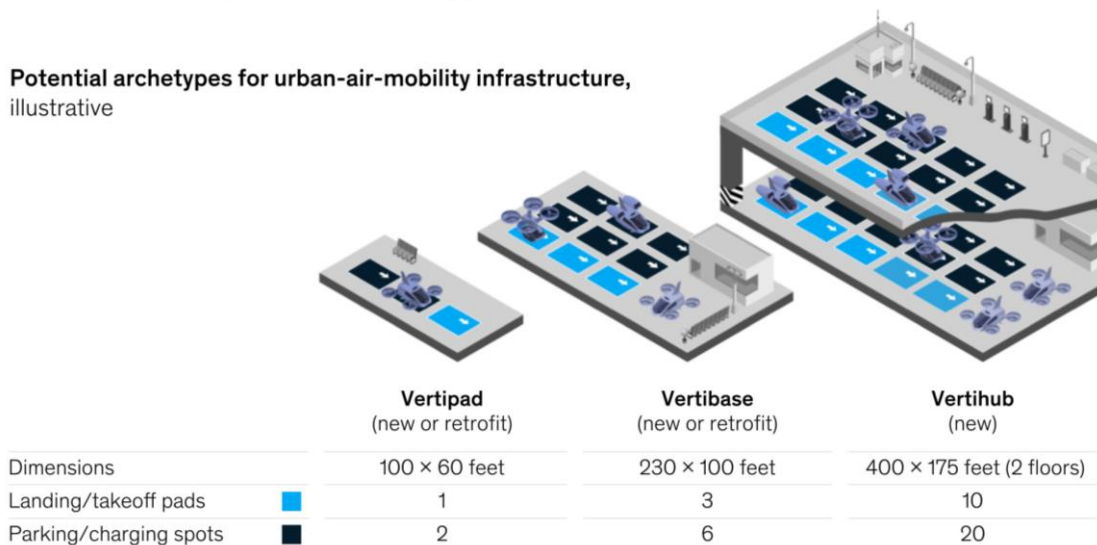 Potential archetypes for urban-air-mobility infrastructure,
illustrative
Vertipad Vertibase Vertihub
(new or retrofit) (new or retrofit) (new)
Dimensions 100 × 60 feet 230 × 100 feet 400 × 175 feet (2 floors)
Landing/takeoff pads 1 3 10
Parking/charging spots 2 6 20